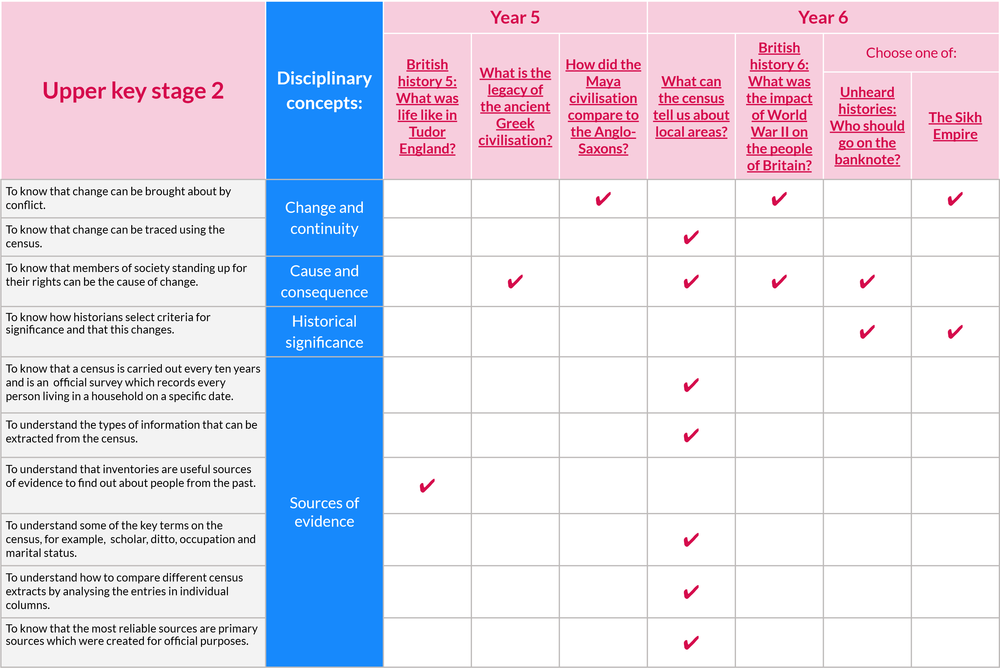 Upper key stage 2
Disciplinary
concepts:
Year 5
Year 6
British
history 5:
What was
life like in
Tudor
England?
What is the
legacy of
the ancient
Greek
civilisation?
How did the
Maya
civilisation
compare to
the Anglo-
Saxons?
What can
the census
tell us about
local areas?
British
history 6:
What was
the impact
of World
War II on
the people
of Britain?
Choose one of:
Unheard
histories:
Who should
go on the
banknote?
The Sikh
Empire
To know that change can be brought about by
conflict.
Change and
continuity
✔ ✔ ✔
To know that change can be traced using the
census.
✔
To know that members of society standing up for
their rights can be the cause of change.
Cause and
consequence
✔ ✔ ✔ ✔
To know how historians select criteria for
significance and that this changes.
Historical
significance
✔ ✔
To know that a census is carried out every ten years
and is an  official survey which records every
person living in a household on a specific date.
Sources of
evidence
✔
To understand the types of information that can be
extracted from the census.
✔
To understand that inventories are useful sources
of evidence to find out about people from the past.
✔
To understand some of the key terms on the
census, for example,  scholar, ditto, occupation and
marital status.
✔
To understand how to compare different census
extracts by analysing the entries in individual
columns.
✔
To know that the most reliable sources are primary
sources which were created for official purposes.
✔